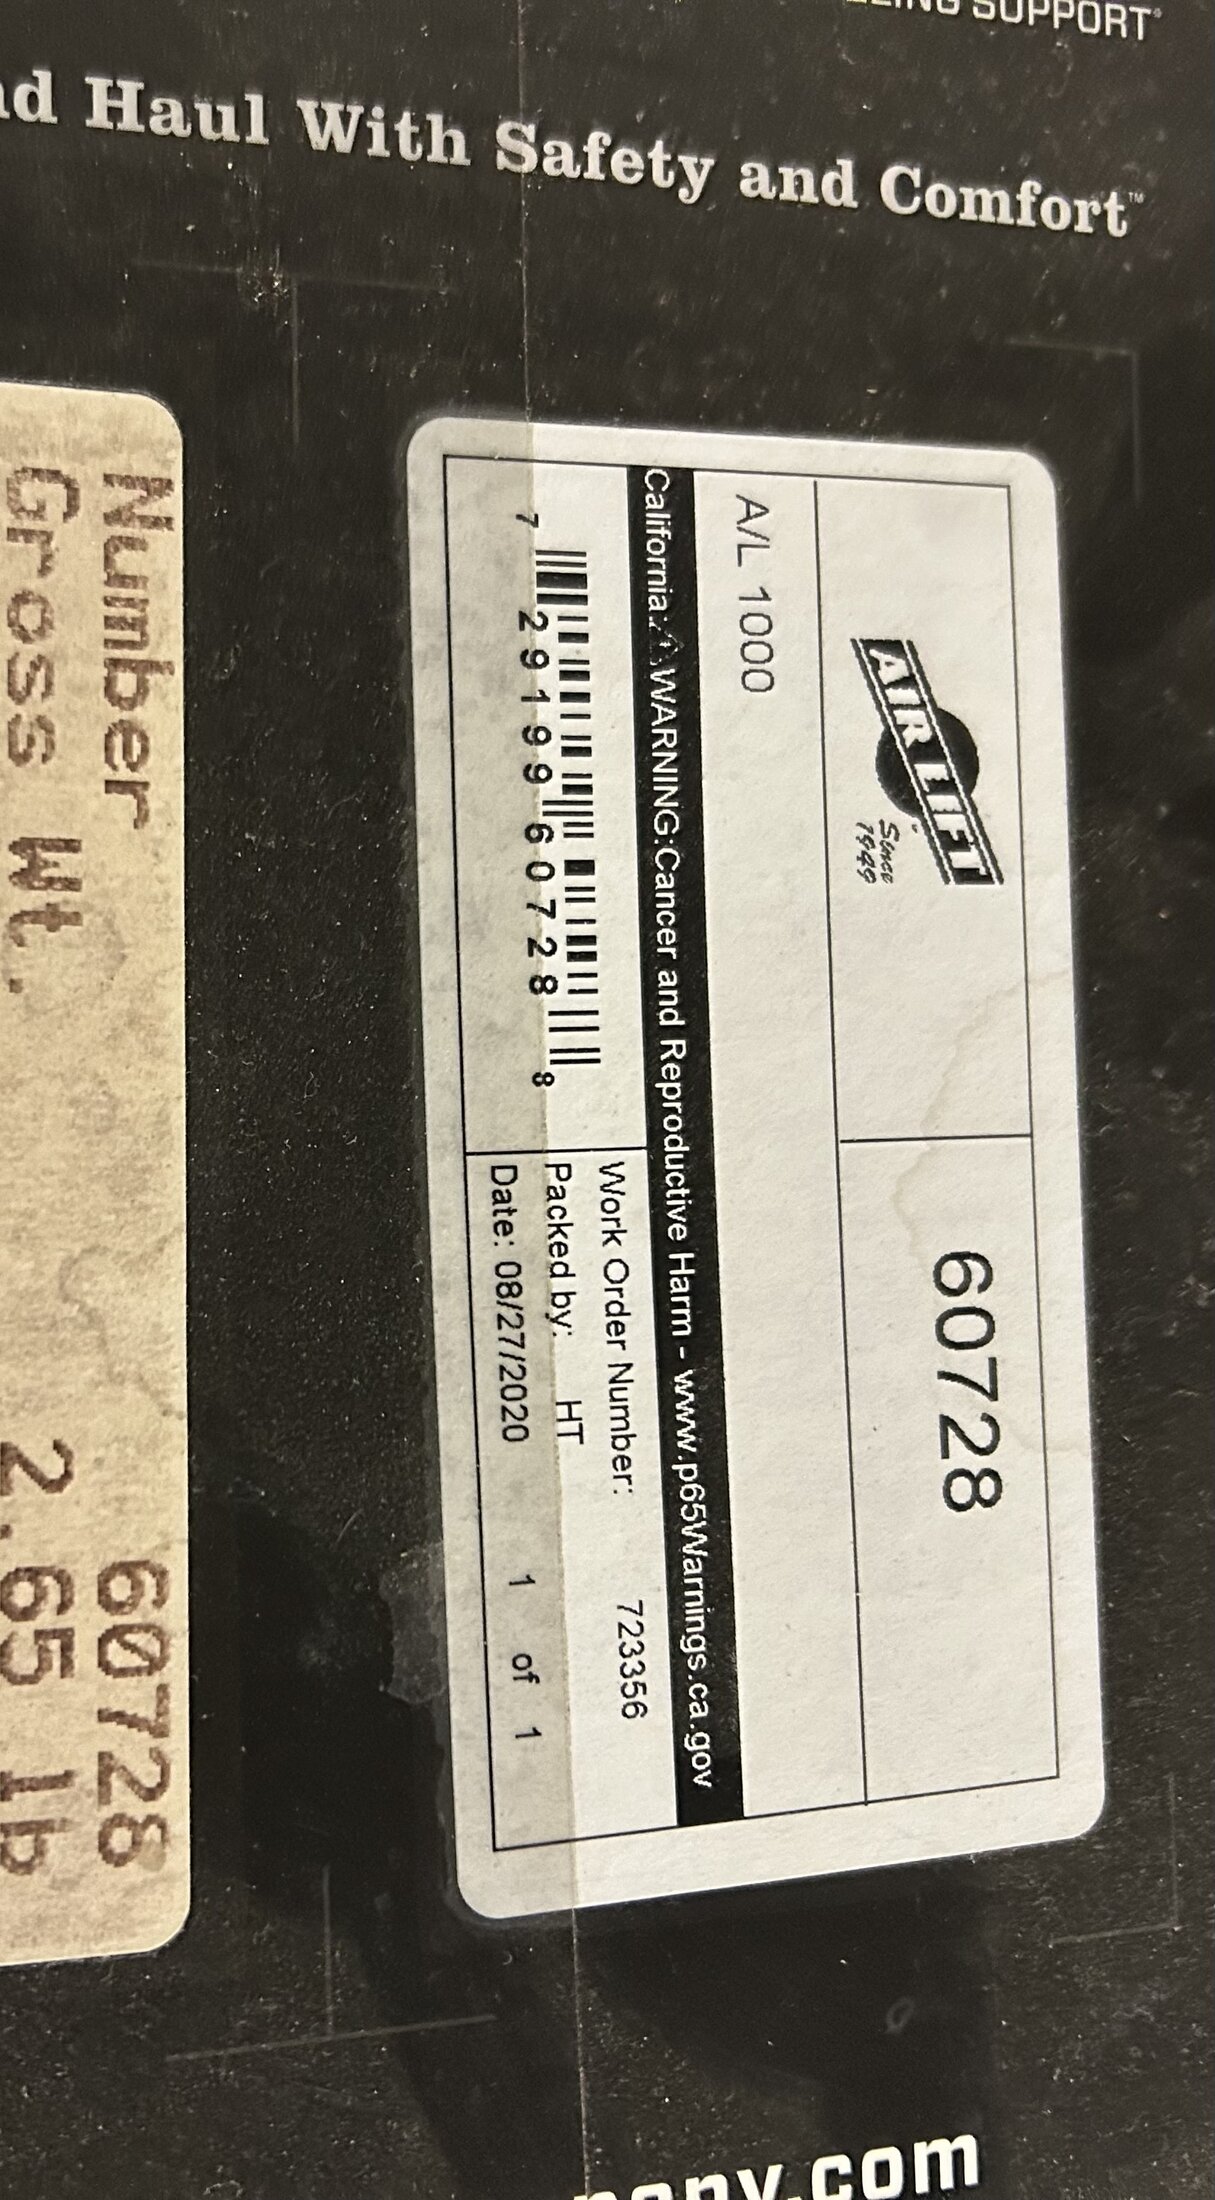 SUPPORT
Haul With Safety and Comfort™
AIR LIFT
Since
1949
60728
A/L 1000
California:⚠WARNING:Cancer and Reproductive Harm - www.p65Warnings.ca.gov
7 29199 60728 8
Work Order Number: 723356
Packed by: HT
Date: 08/27/2020 1 of 1
Number 60728
Gross Wt. 2.65 lb
.com